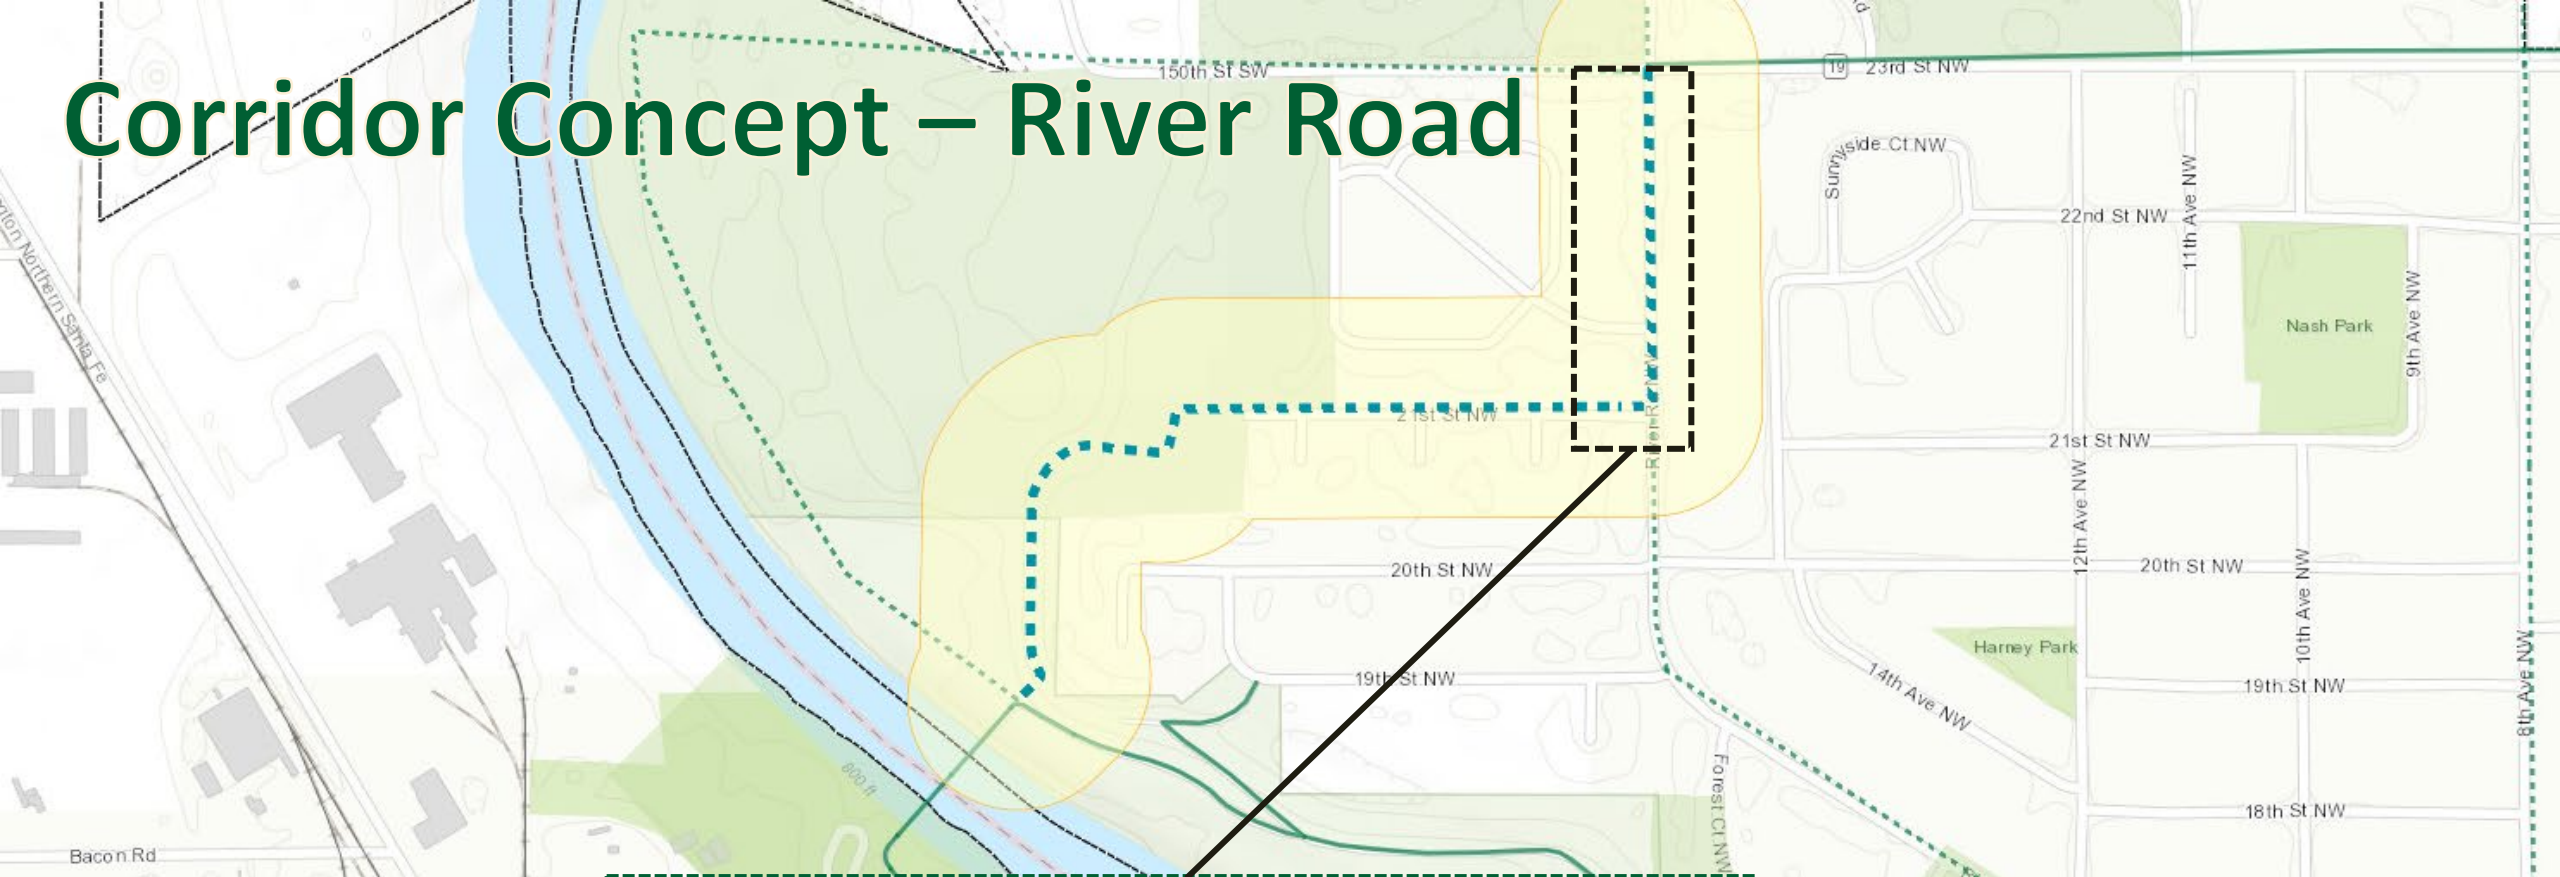 150th St SW
19
23rd St NW
Corridor Concept – River Road
Sunnyside Ct NW
22nd St NW
11th Ave NW
Northern Santa Fe
Nash Park
9th Ave NW
River Rd NW
21st St NW
21st St NW
12th Ave NW
20th St NW
20th St NW
10th Ave NW
Harney Park
19th St NW
14th Ave NW
19th St NW
8th Ave NW
800 ft
Forest Ct NW
18th St NW
Bacon Rd